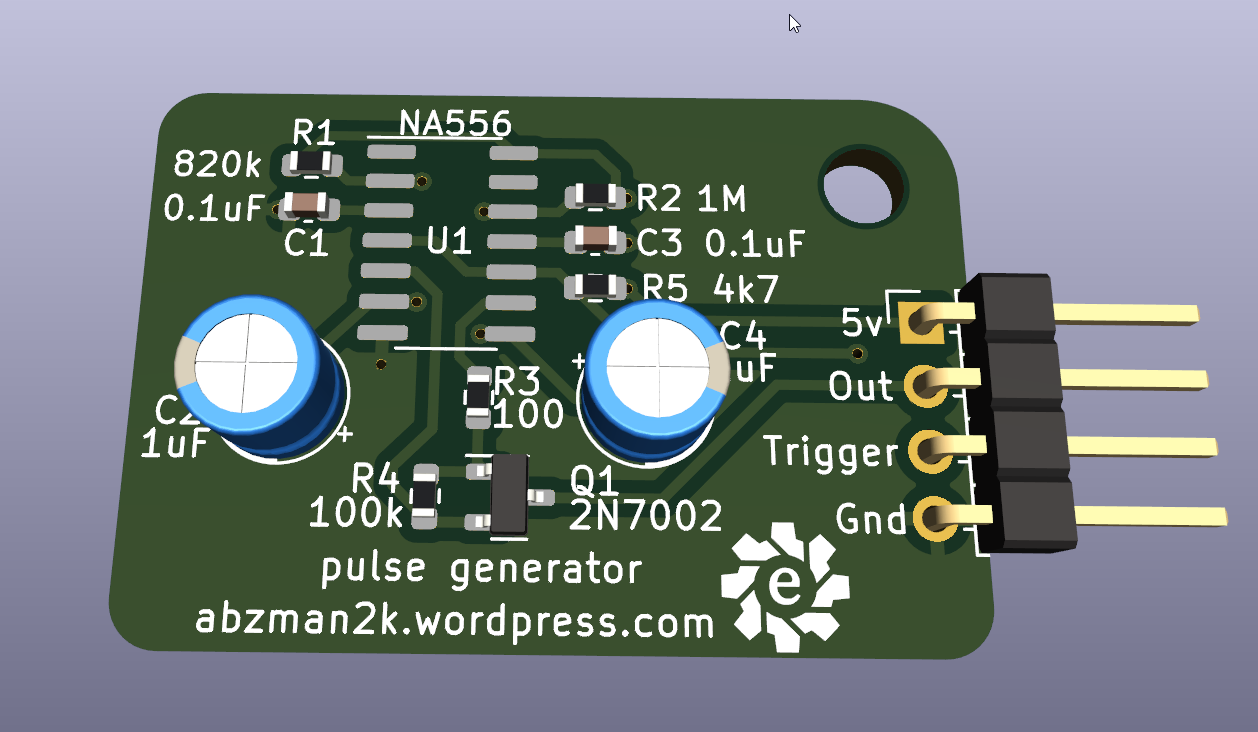 NA556
R1
820k
0.1uF
C1
U1
R2 1M
C3 0.1uF
R5 4k7
C4
uF
5v
Out
Trigger
Gnd
C2
1uF
+
+
R3
100
R4
100k
Q1
2N7002
pulse generator
abzman2k.wordpress.com
e